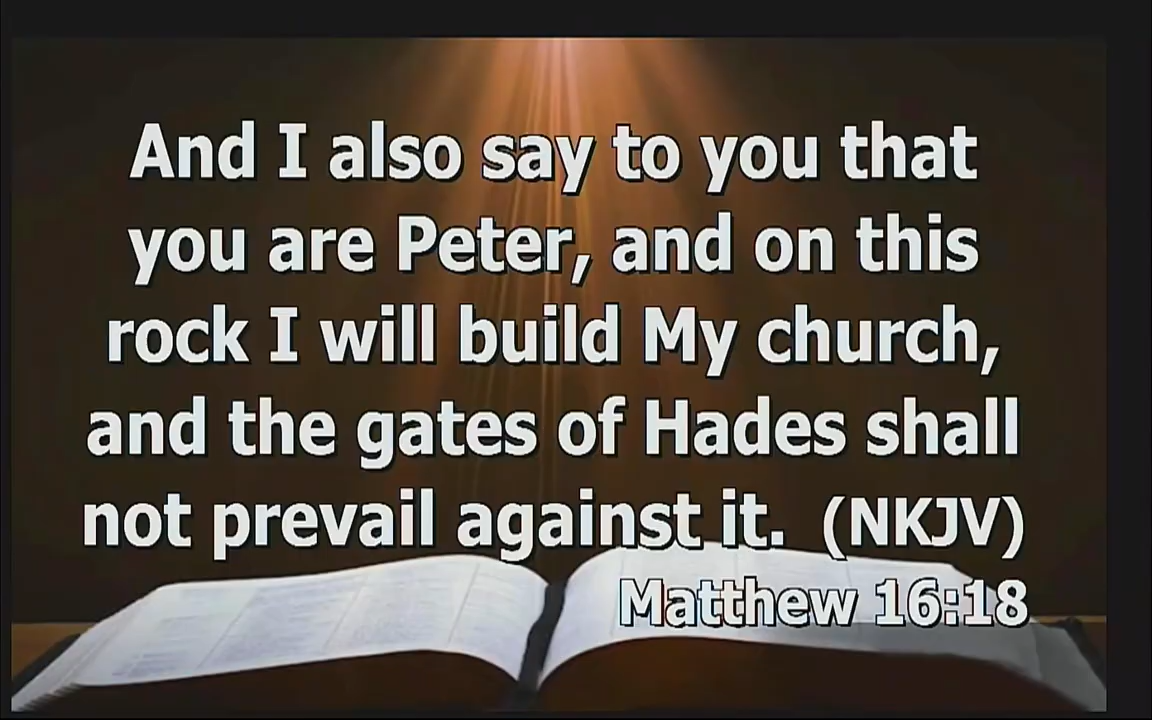 And I also say to you that
you are Peter, and on this
rock I will build My church,
and the gates of Hades shall
not prevail against it. (NKJV)
Matthew 16:18